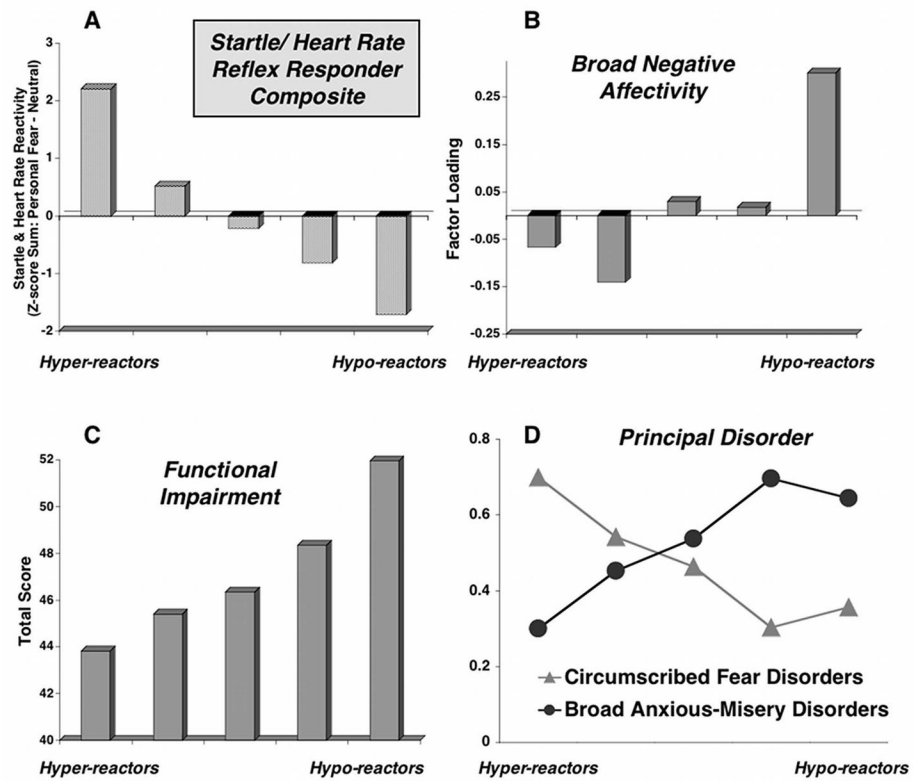 A
Startle/ Heart Rate
Reflex Responder
Composite
Startle & Heart Rate Reactivity
(Z-score Sum: Personal Fear - Neutral)
3
2
1
0
-1
-2
Hyper-reactors
Hypo-reactors
B
Broad Negative
Affectivity
Factor Loading
0.25
0.15
0.05
-0.05
-0.15
-0.25
Hyper-reactors
Hypo-reactors
C
Functional
Impairment
Total Score
52
50
48
46
44
42
40
Hyper-reactors
Hypo-reactors
D
Principal Disorder
0.8
0.6
0.4
0.2
0
Circumscribed Fear Disorders
Broad Anxious-Misery Disorders
Hyper-reactors
Hypo-reactors